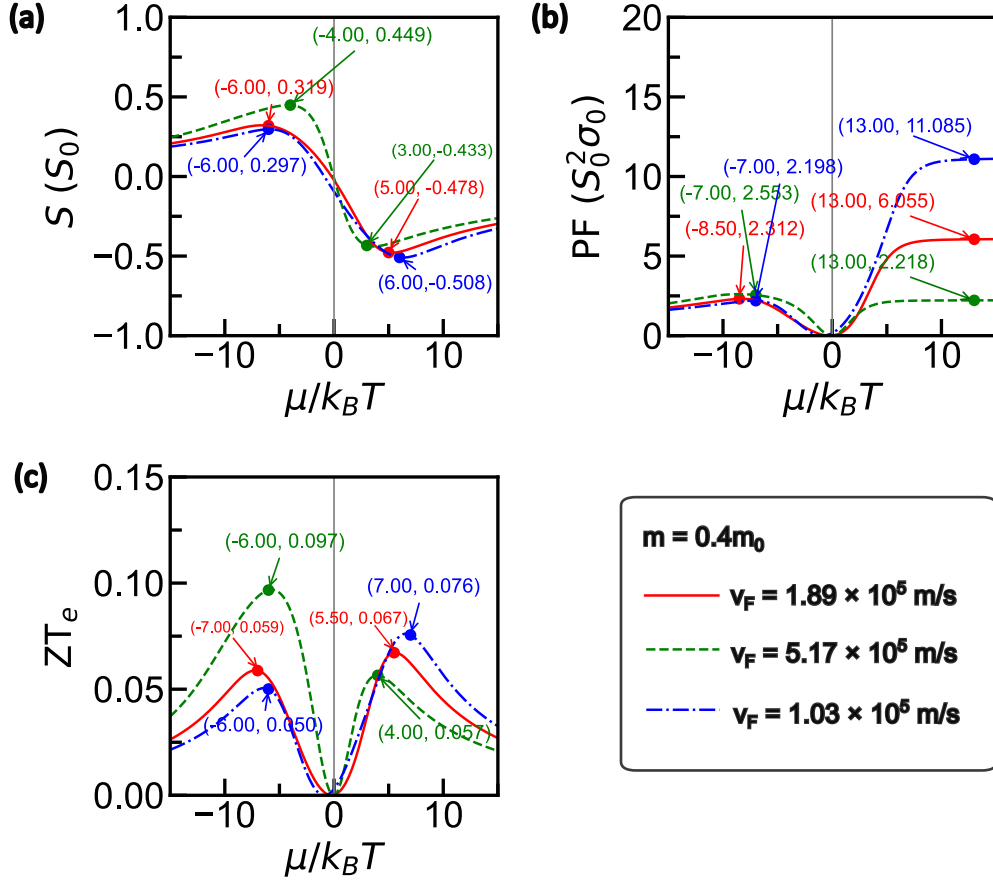 (a)
1.0
0.5
0.0
−0.5
−1.0
S (S₀)
(-4.00, 0.449)
(-6.00, 0.319)
(-6.00, 0.297)
(3.00,-0.433)
(5.00, -0.478)
(6.00,-0.508)
−10 0 10
μ/k_BT
(b)
20
15
10
5
0
PF (S₀²σ₀)
(13.00, 11.085)
(-7.00, 2.198)
(-7.00, 2.553)
(13.00, 6.055)
(-8.50, 2.312)
(13.00, 2.218)
−10 0 10
μ/k_BT
(c)
0.15
0.10
0.05
0.00
ZTₑ
(-6.00, 0.097)
(7.00, 0.076)
(5.50, 0.067)
(-7.00, 0.059)
(-6.00, 0.050)
(4.00, 0.057)
−10 0 10
μ/k_BT
m = 0.4m₀
v_F = 1.89 × 10⁵ m/s
v_F = 5.17 × 10⁵ m/s
v_F = 1.03 × 10⁵ m/s